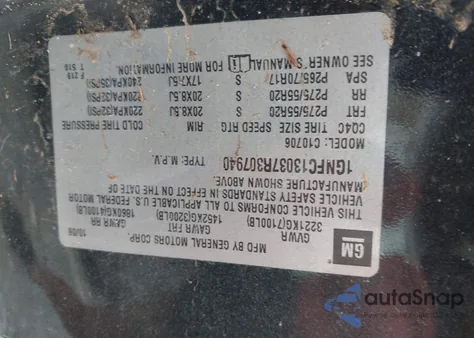 GM
MFD BY GENERAL MOTORS CORP.
10/06
GVWR GAWR FRT GAWR RR
3221KG(7100LB) 1452KG(3200LB) 1860KG(4100LB)
THIS VEHICLE CONFORMS TO ALL APPLICABLE U.S. FEDERAL MOTOR
VEHICLE SAFETY STANDARDS IN EFFECT ON THE DATE OF
MANUFACTURE SHOWN ABOVE.
1GNFC13037R307940 TYPE: M.P.V.
MODEL: C10706
TIRE SIZE SPEED RTG RIM COLD TIRE PRESSURE
FRT P275/55R20 S 20X8.5J 220KPA(32PSI)
RR P275/55R20 S 20X8.5J 220KPA(32PSI)
SPA P265/70R17 S 17X7.5J 240KPA(35PSI)
SEE OWNER'S MANUAL FOR MORE INFORMATION.
autaSnap